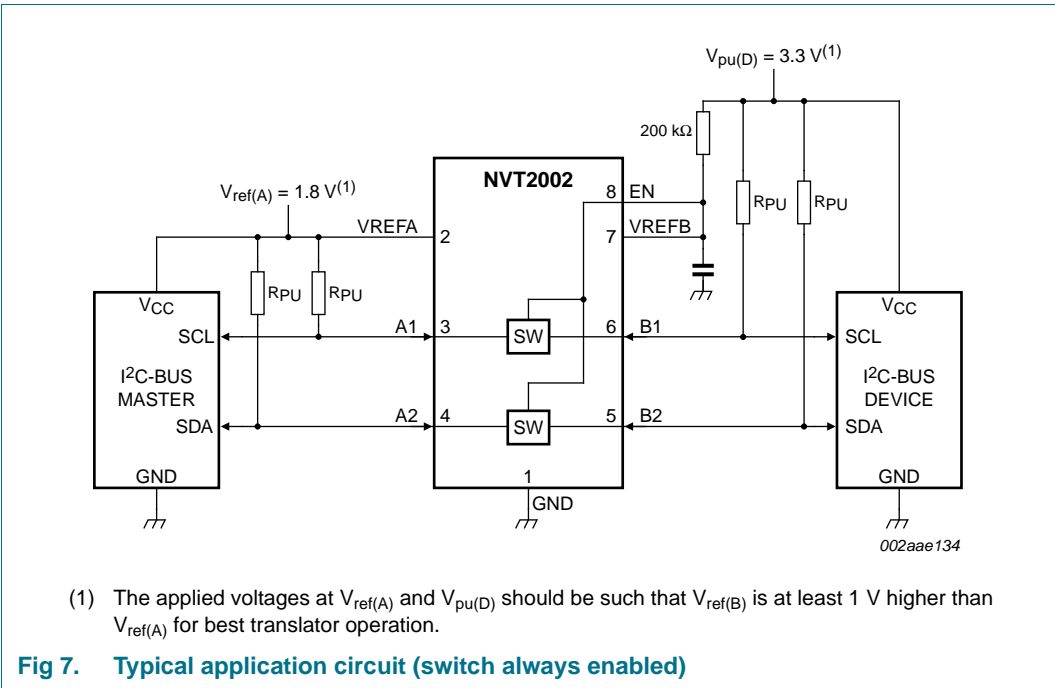 V_pu(D) = 3.3 V(1)
200 kΩ
NVT2002
8 EN
V_ref(A) = 1.8 V(1)
RPU RPU
VREFA 2
7 VREFB
RPU RPU
VCC
VCC
SCL A1 3 SW 6 B1 SCL
I2C-BUS
MASTER
I2C-BUS
DEVICE
SDA A2 4 SW 5 B2 SDA
GND
1
GND
GND
002aae134
(1) The applied voltages at Vref(A) and Vpu(D) should be such that Vref(B) is at least 1 V higher than
Vref(A) for best translator operation.
Fig 7. Typical application circuit (switch always enabled)